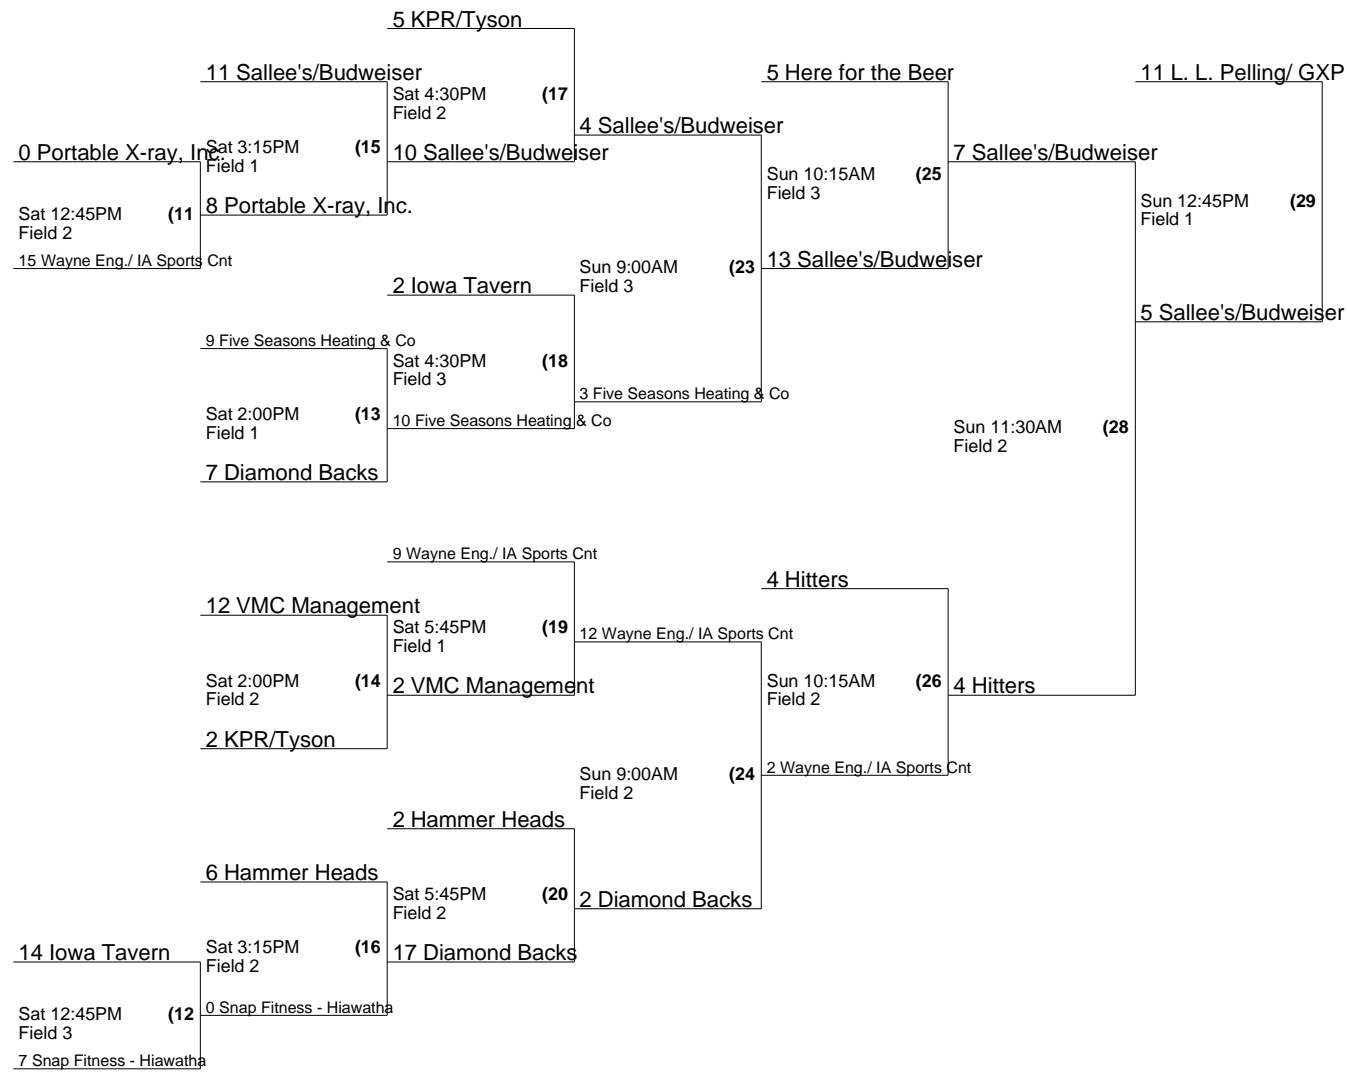 5 KPR/Tyson
11 Sallee's/Budweiser
5 Here for the Beer
11 L. L. Pelling/ GXP
Sat 4:30PM (17
Field 2
4 Sallee's/Budweiser
Sat 3:15PM (15
Field 1
0 Portable X-ray, Inc.
10 Sallee's/Budweiser
7 Sallee's/Budweiser
Sun 10:15AM (25
Field 3
Sun 12:45PM (29
Field 1
8 Portable X-ray, Inc.
Sat 12:45PM (11
Field 2
15 Wayne Eng./ IA Sports Cnt
Sun 9:00AM (23
Field 3
13 Sallee's/Budweiser
2 Iowa Tavern
5 Sallee's/Budweiser
9 Five Seasons Heating & Co
Sat 4:30PM (18
Field 3
3 Five Seasons Heating & Co
Sat 2:00PM (13
Field 1
10 Five Seasons Heating & Co
Sun 11:30AM (28
Field 2
7 Diamond Backs
9 Wayne Eng./ IA Sports Cnt
4 Hitters
12 VMC Management
Sat 5:45PM (19
Field 1
12 Wayne Eng./ IA Sports Cnt
Sat 2:00PM (14
Field 2
2 VMC Management
Sun 10:15AM (26
Field 2
4 Hitters
2 KPR/Tyson
Sun 9:00AM (24
Field 2
2 Wayne Eng./ IA Sports Cnt
2 Hammer Heads
6 Hammer Heads
Sat 5:45PM (20
Field 2
2 Diamond Backs
14 Iowa Tavern
Sat 3:15PM (16
Field 2
17 Diamond Backs
0 Snap Fitness - Hiawatha
Sat 12:45PM (12
Field 3
7 Snap Fitness - Hiawatha